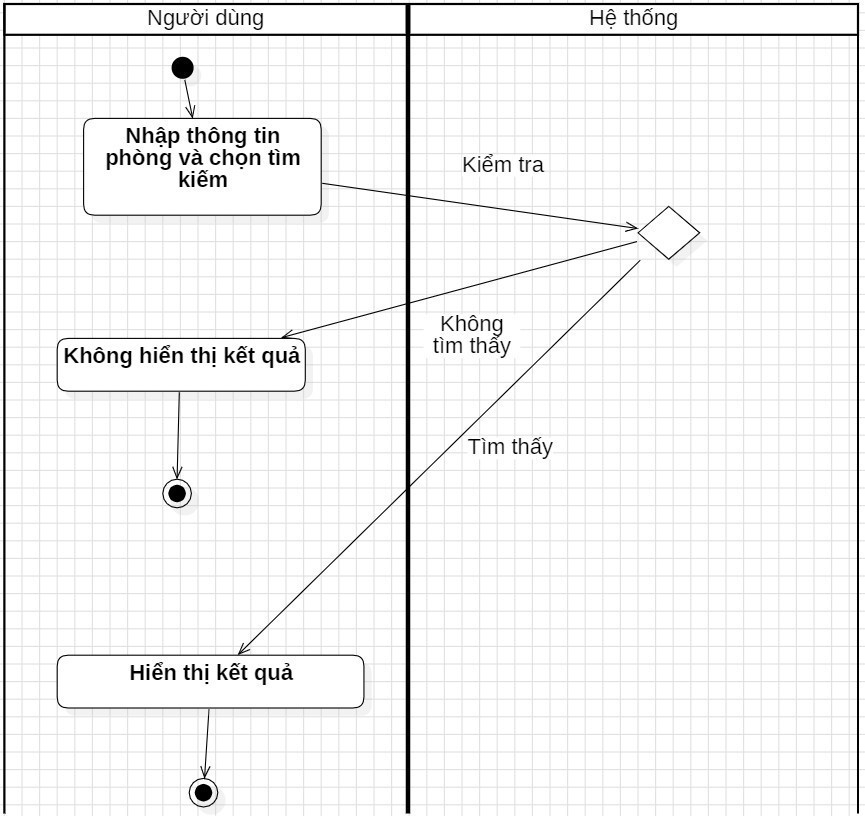 Người dùng
Hệ thống
Nhập thông tin
phòng và chọn tìm
kiếm
Kiểm tra
Không
tìm thấy
Không hiển thị kết quả
Tìm thấy
Hiển thị kết quả